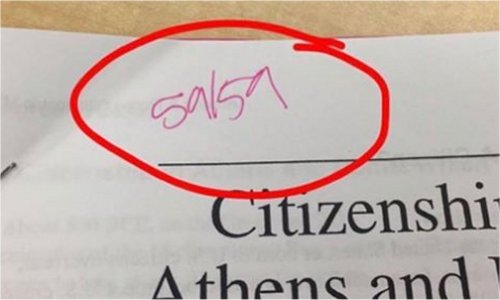 59/59
Citizenshi
Athens and